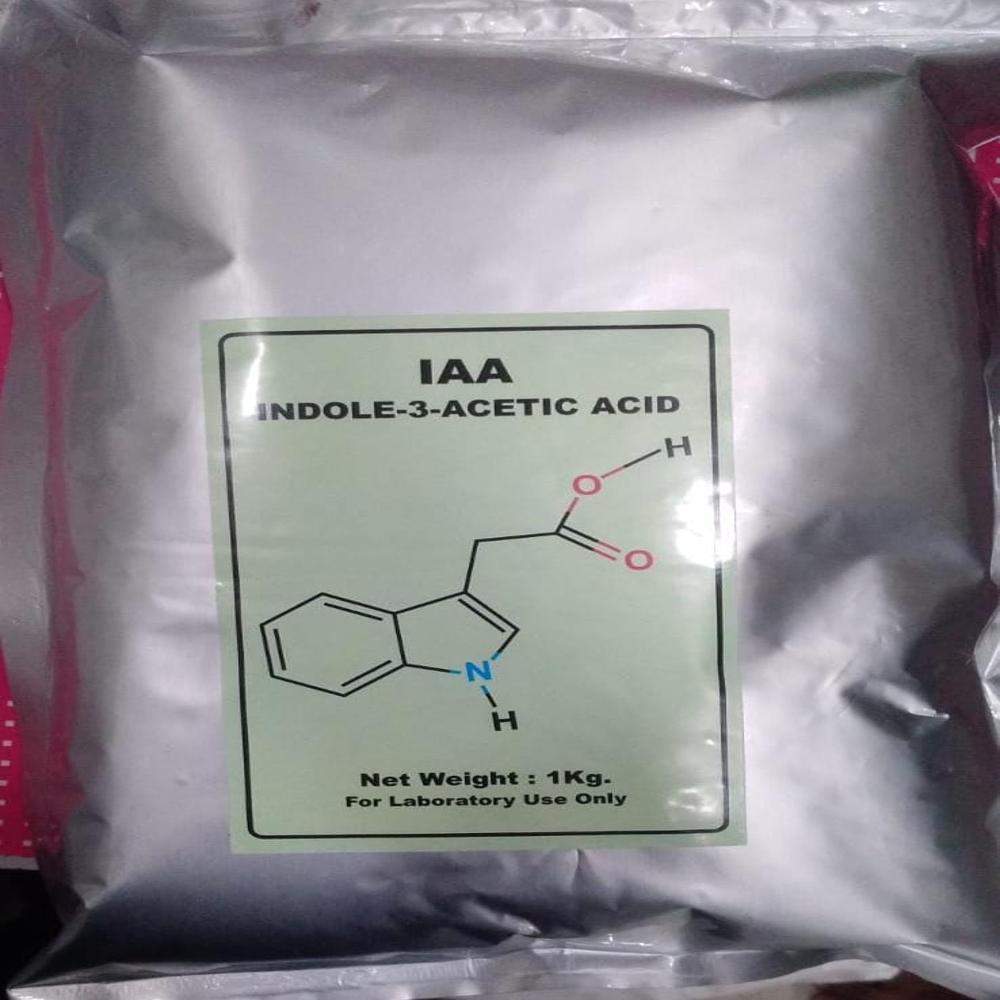 IAA
INDOLE-3-ACETIC ACID
H
O
O
N
H
Net Weight : 1Kg.
For Laboratory Use Only